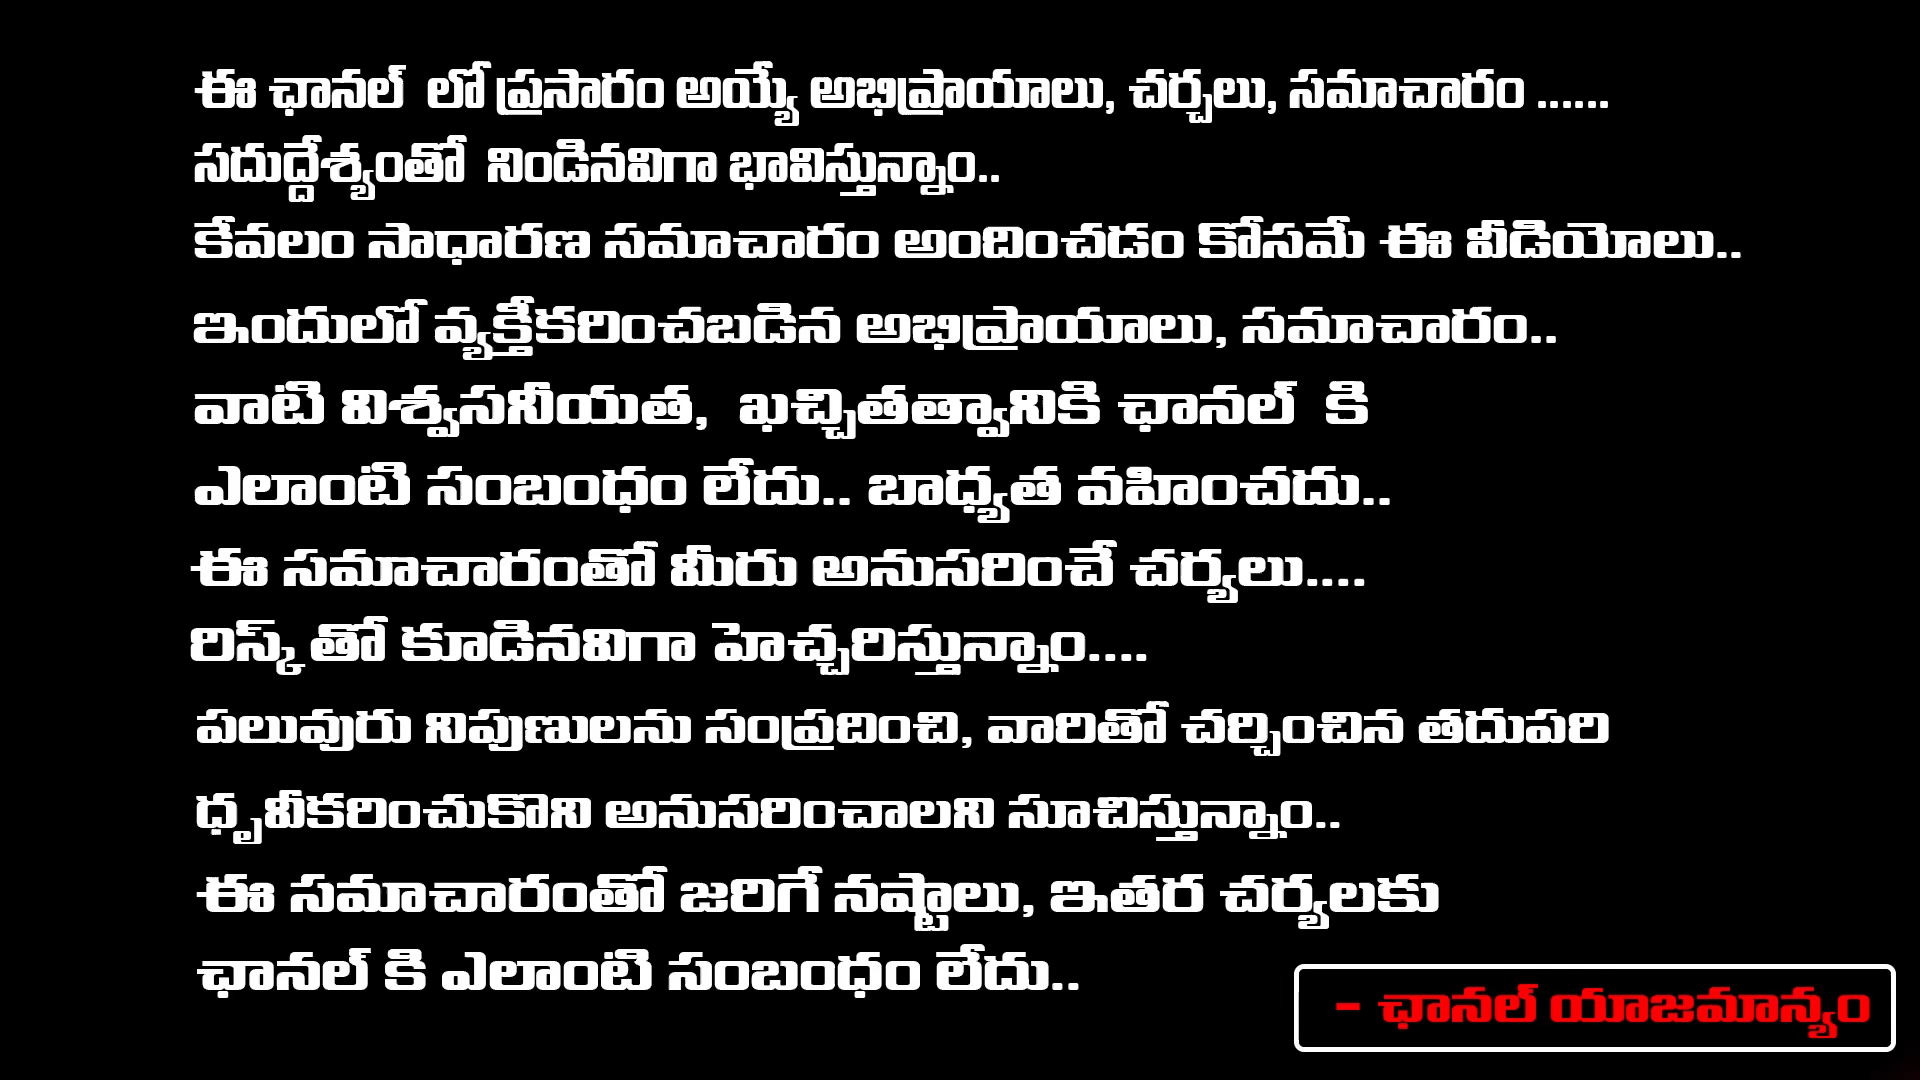 ఈ ఛానల్ లో ప్రసారం అయ్యే అభిప్రాయాలు, చర్చలు, సమాచారం ......
సదుద్దేశ్యంతో నిండినవిగా భావిస్తున్నాం..
కేవలం సాధారణ సమాచారం అందించడం కోసమే ఈ వీడియోలు..
ఇందులో వ్యక్తీకరించబడిన అభిప్రాయాలు, సమాచారం..
వాటి విశ్వసనీయత, ఖచ్చితత్వానికి ఛానల్ కి
ఎలాంటి సంబంధం లేదు.. బాధ్యత వహించదు..
ఈ సమాచారంతో మీరు అనుసరించే చర్యలు....
రిస్క్ తో కూడినవిగా హెచ్చరిస్తున్నాం....
పలువురు నిపుణులను సంప్రదించి, వారితో చర్చించిన తదుపరి
ధృవీకరించుకొని అనుసరించాలని సూచిస్తున్నాం..
ఈ సమాచారంతో జరిగే నష్టాలు, ఇతర చర్యలకు
ఛానల్ కి ఎలాంటి సంబంధం లేదు..
- ఛానల్ యాజమాన్యం